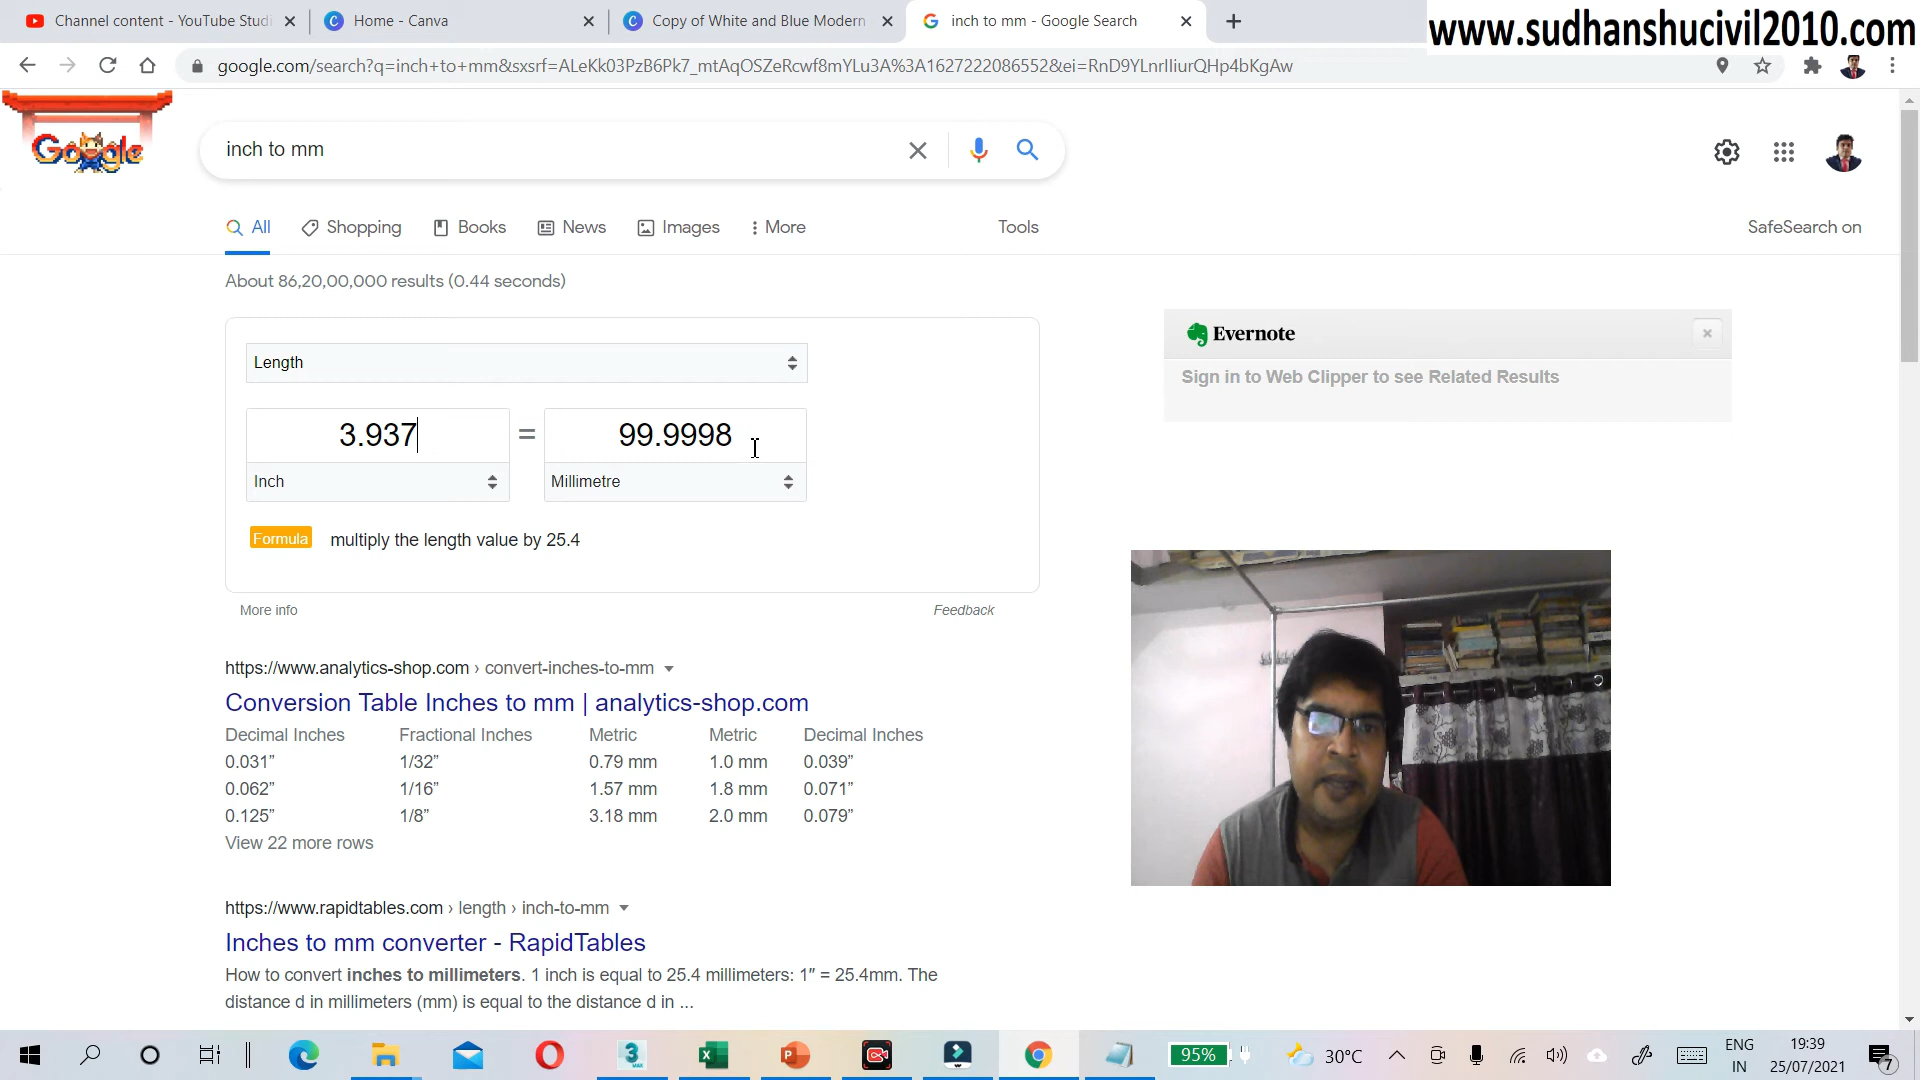 Channel content - YouTube Studi
Home - Canva
Copy of White and Blue Modern
inch to mm - Google Search
www.sudhanshucivil2010.com
google.com/search?q=inch+to+mm&sxsrf=ALeKk03PzB6Pk7_mtAqOSZeRcwf8mYLu3A%3A1627222086552&ei=RnD9YLnrIIiurQHp4bKgAw
Google
inch to mm
All
Shopping
Books
News
Images
More
Tools
SafeSearch on
About 86,20,00,000 results (0.44 seconds)
Length
3.937 = 99.9998
Inch
Millimetre
Formula multiply the length value by 25.4
More info
Feedback
Evernote
Sign in to Web Clipper to see Related Results
https://www.analytics-shop.com › convert-inches-to-mm
Conversion Table Inches to mm | analytics-shop.com
Decimal Inches Fractional Inches Metric Metric Decimal Inches
0.031” 1/32” 0.79 mm 1.0 mm 0.039”
0.062” 1/16” 1.57 mm 1.8 mm 0.071”
0.125” 1/8” 3.18 mm 2.0 mm 0.079”
View 22 more rows
https://www.rapidtables.com › length › inch-to-mm
Inches to mm converter - RapidTables
How to convert inches to millimeters. 1 inch is equal to 25.4 millimeters: 1″ = 25.4mm. The
distance d in millimeters (mm) is equal to the distance d in ...
95%
30°C
ENG
IN
19:39
25/07/2021
7